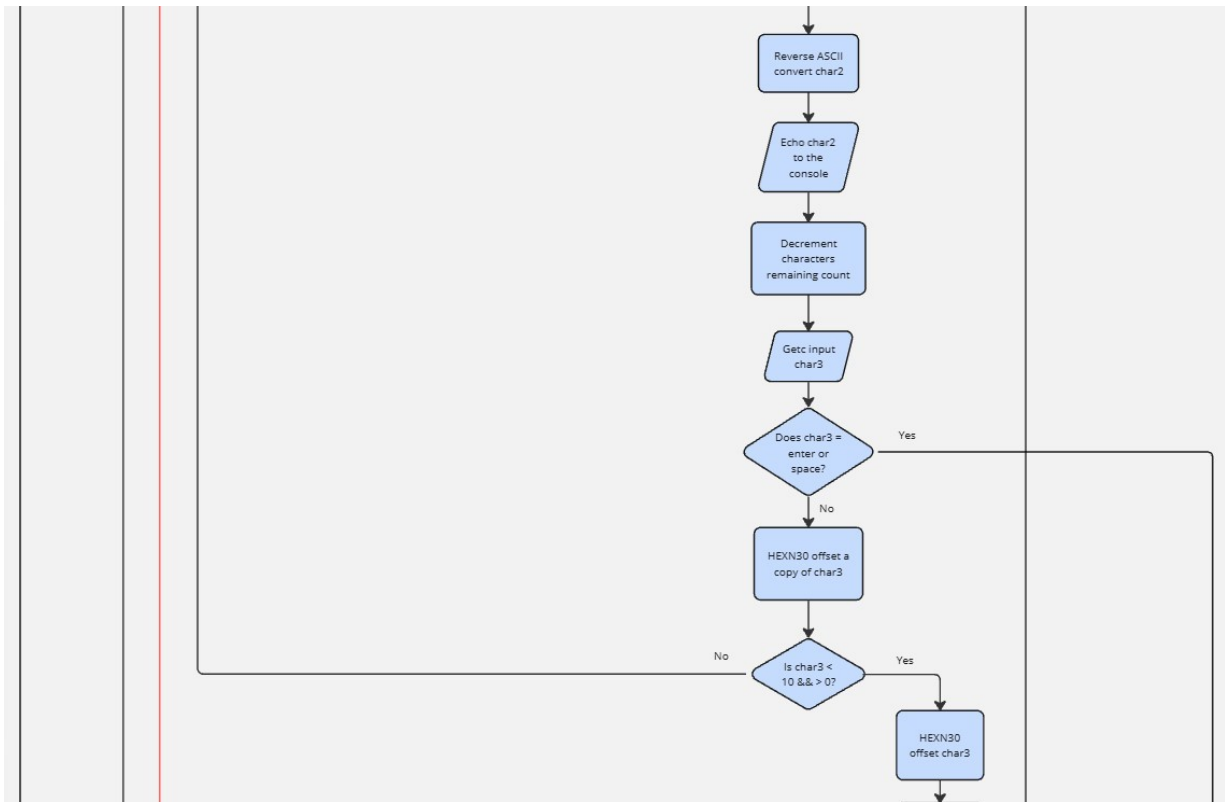 Reverse ASCII
convert char2
Echo char2
to the
console
Decrement
characters
remaining count
Getc input
char3
Does char3 =
enter or
space?
Yes
No
HEXN30 offset a
copy of char3
No
Is char3 <
10 && > 0?
Yes
HEXN30
offset char3